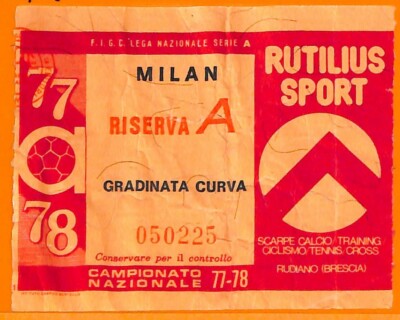 F.I.G.C. LEGA NAZIONALE SERIE A
MILAN
RISERVA A
GRADINATA CURVA
050225
Conservare per il controllo
CAMPIONATO
NAZIONALE 77-78
77
a
78
RUTILIUS
SPORT
SCARPE CALCIO/TRAINING
CICLISMO/TENNIS/CROSS
RUDIANO (BRESCIA)